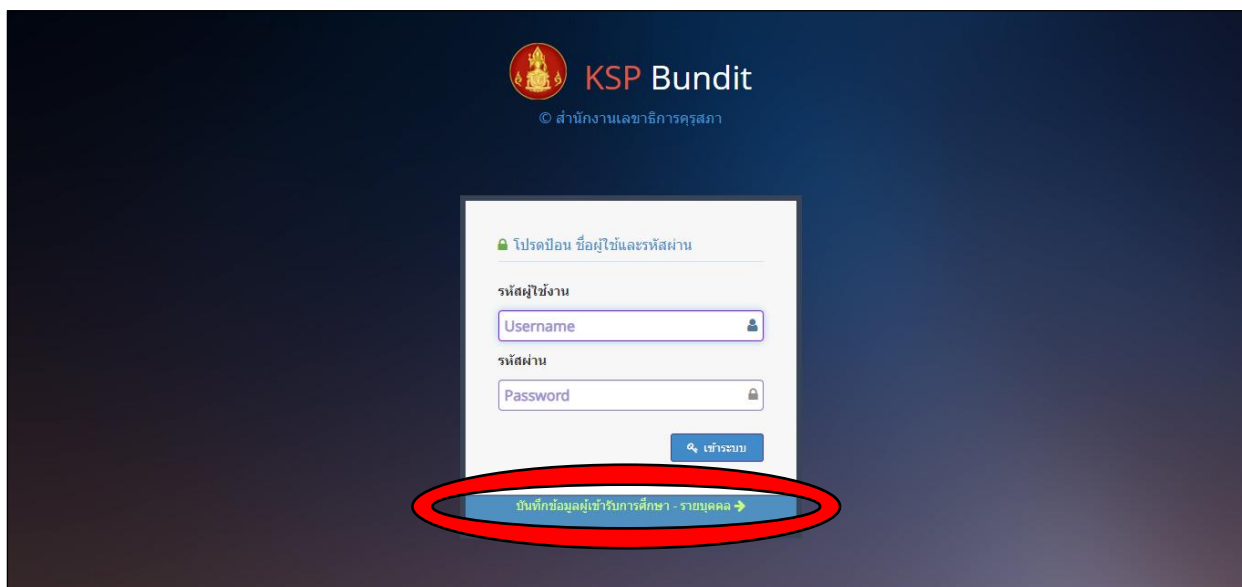 KSP Bundit
© สำนักงานเลขาธิการคุรุสภา
โปรดป้อน ชื่อผู้ใช้และรหัสผ่าน
รหัสผู้ใช้งาน
Username
รหัสผ่าน
Password
เข้าระบบ
บันทึกข้อมูลผู้เข้ารับการศึกษา - รายบุคคล